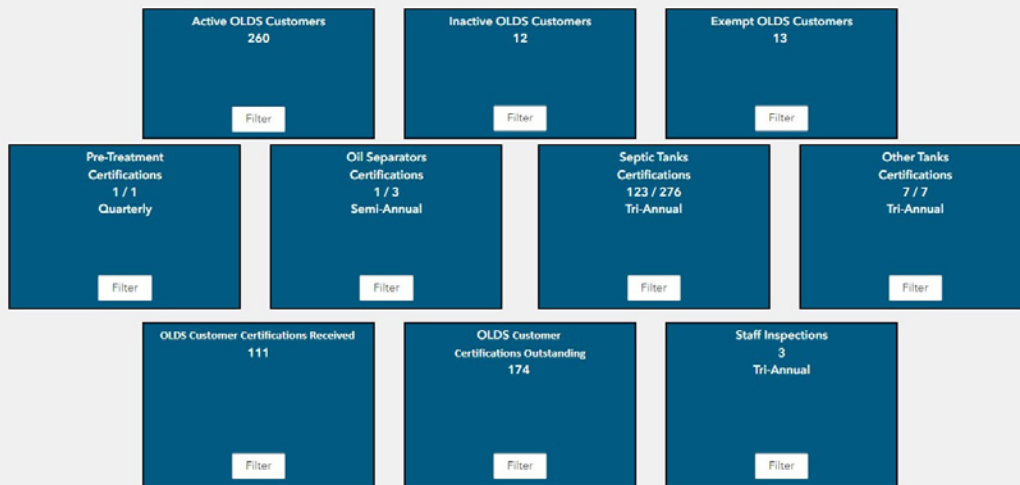 Active OLDS Customers
260
Filter
Inactive OLDS Customers
12
Filter
Exempt OLDS Customers
13
Filter
Pre-Treatment
Certifications
1 / 1
Quarterly
Filter
Oil Separators
Certifications
1 / 3
Semi-Annual
Filter
Septic Tanks
Certifications
123 / 276
Tri-Annual
Filter
Other Tanks
Certifications
7 / 7
Tri-Annual
Filter
OLDS Customer Certifications Received
111
Filter
OLDS Customer
Certifications Outstanding
174
Filter
Staff Inspections
3
Tri-Annual
Filter